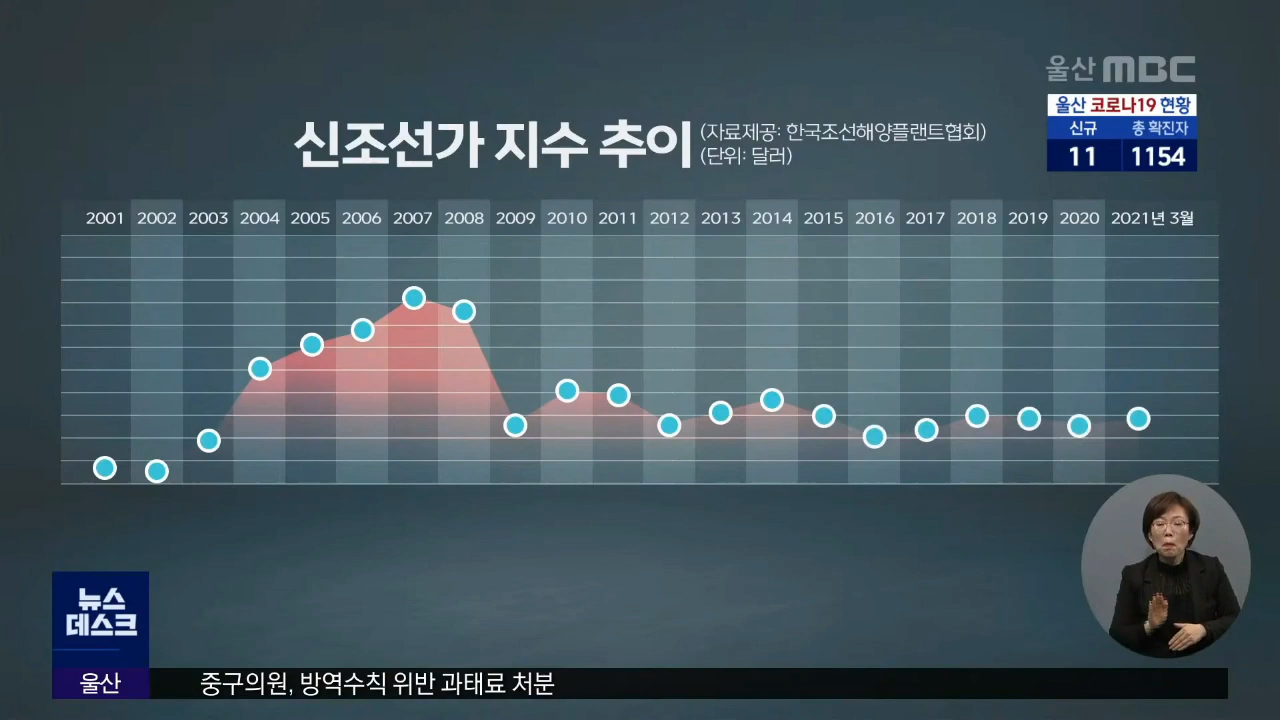 울산 MBC
울산 코로나19 현황
신규 총 확진자
11 1154
신조선가 지수 추이
(자료제공: 한국조선해양플랜트협회)
(단위: 달러)
2001 2002 2003 2004 2005 2006 2007 2008 2009 2010 2011 2012 2013 2014 2015 2016 2017 2018 2019 2020 2021년 3월
뉴스
데스크
울산 중구의원, 방역수칙 위반 과태료 처분